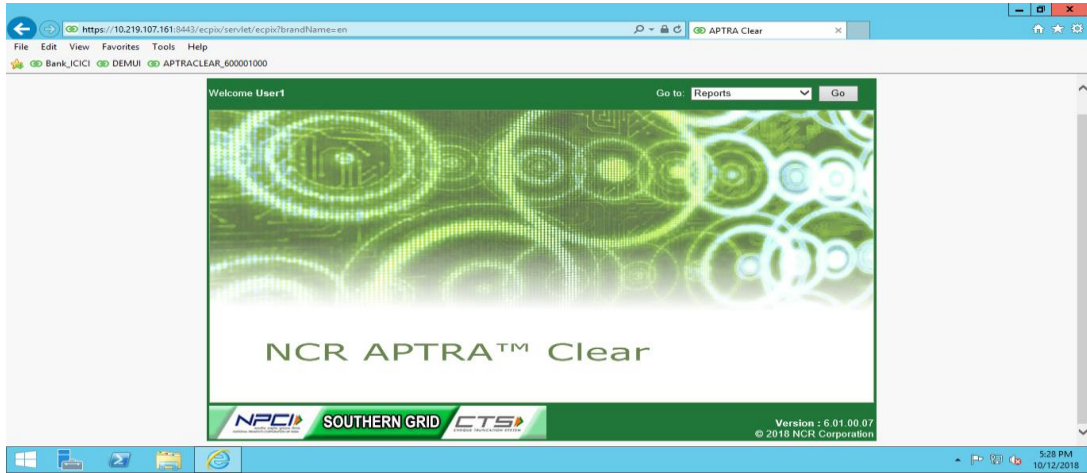 https://10.219.107.161:8443/ecpix/servlet/ecpix?brandName=en
APTRA Clear
File Edit View Favorites Tools Help
Bank_ICICI DEMUI APTRACLEAR_600001000
Welcome User1
Go to: Reports Go
NCR APTRA™ Clear
NPCI SOUTHERN GRID CTS
Version : 6.01.00.07
© 2018 NCR Corporation
5:28 PM
10/12/2018